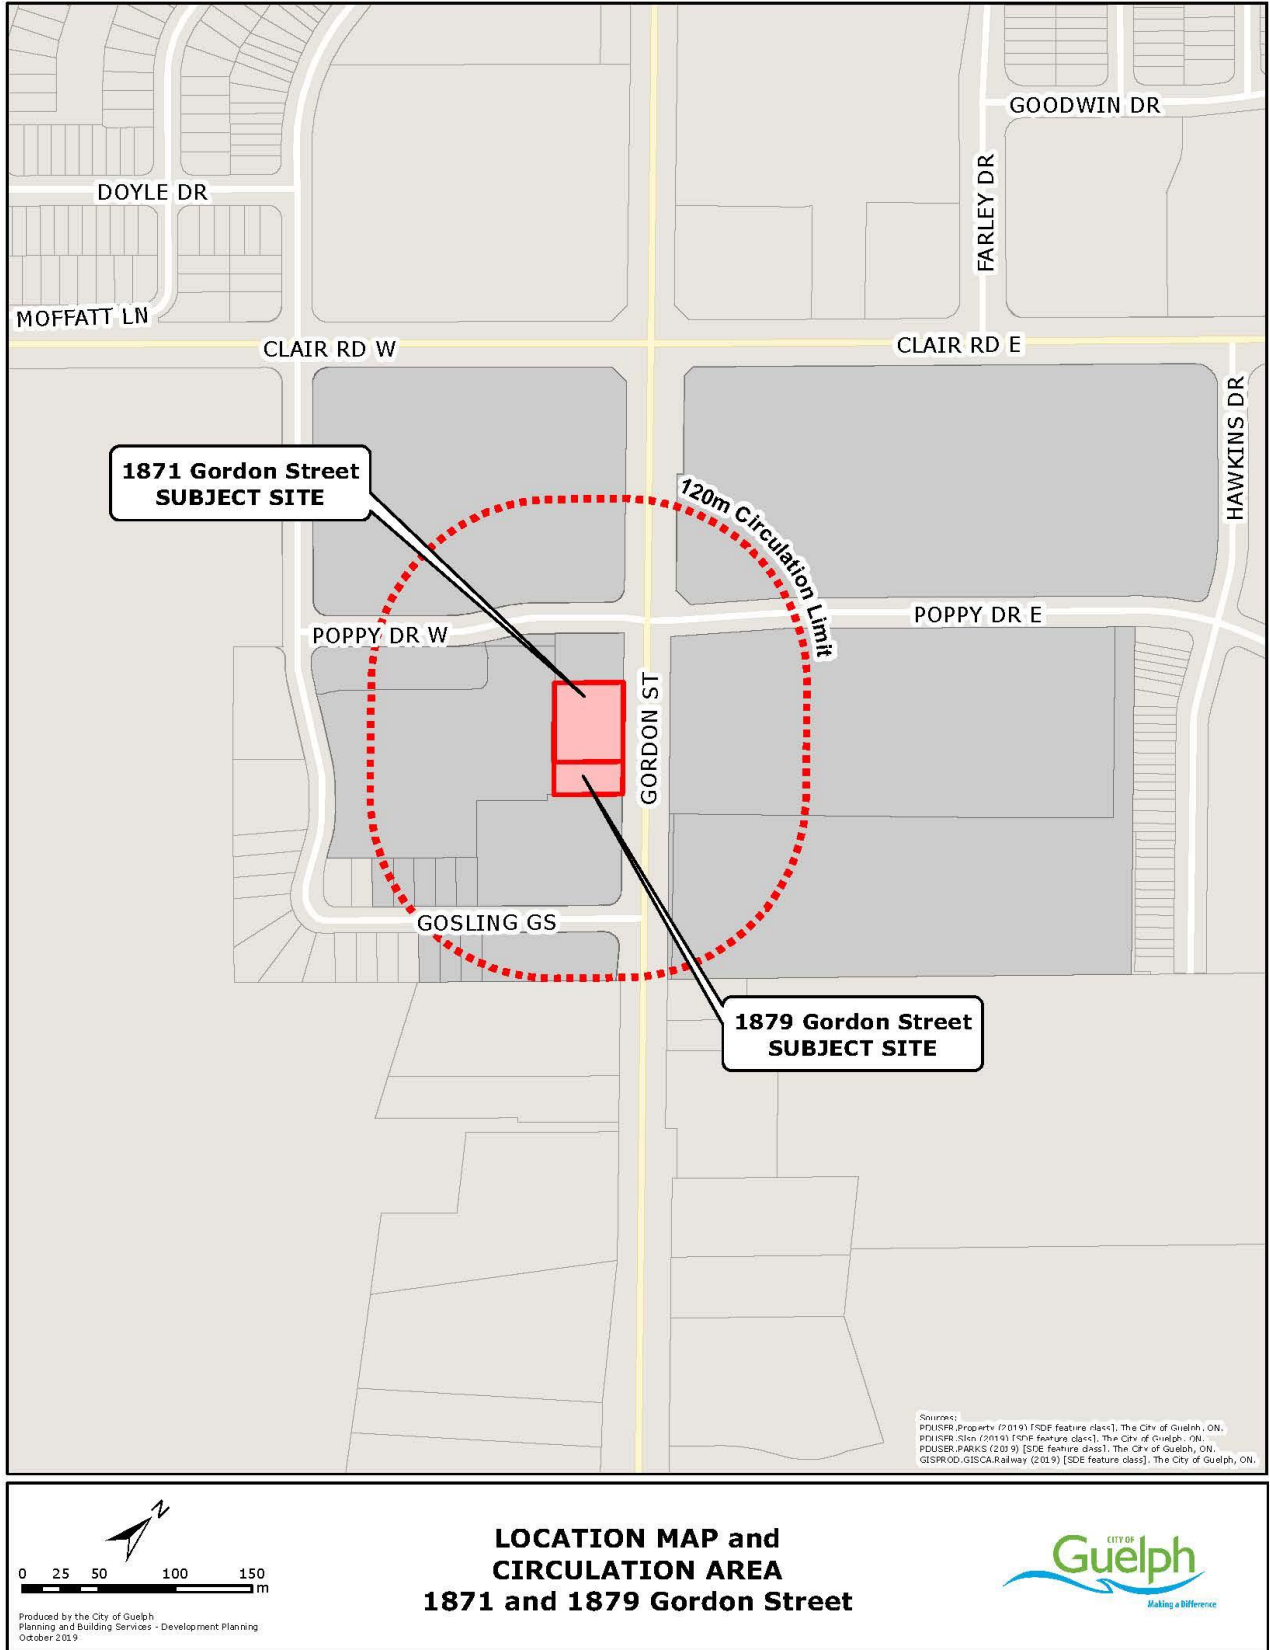 GOODWIN DR
FARLEY DR
DOYLE DR
MOFFATT LN
CLAIR RD W
CLAIR RD E
HAWKINS DR
1871 Gordon Street
SUBJECT SITE
120m Circulation Limit
POPPY DR W
POPPY DR E
GORDON ST
GOSLING GS
1879 Gordon Street
SUBJECT SITE
Sources:
PDUSER.Property (2019) [SDE feature class]. The City of Guelph, ON.
PDUSER.Slsn (2019) [SDE feature class]. The City of Guelph, ON.
PDUSER.PARKS (2019) [SDE feature class]. The City of Guelph, ON.
GISPROD.GISCA.Railway (2019) [SDE feature class]. The City of Guelph, ON.
N
0 25 50 100 150
m
Produced by the City of Guelph
Planning and Building Services - Development Planning
October 2019
LOCATION MAP and
CIRCULATION AREA
1871 and 1879 Gordon Street
CITY OF
Guelph
Making a Difference